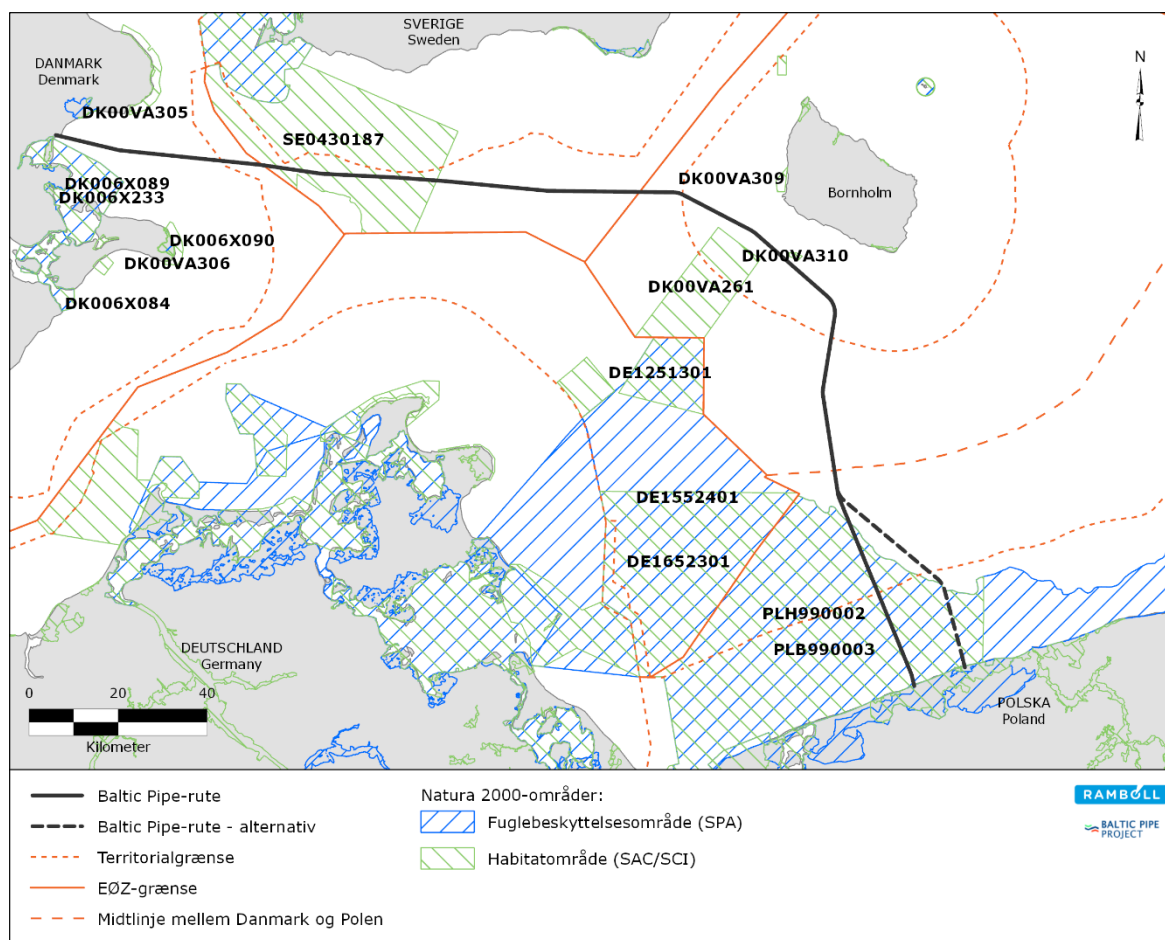 SVERIGE
Sweden
DANMARK
Denmark
N
DK00VA305
SE0430187
DK006X089
DK006X233
DK00VA309
Bornholm
DK006X090
DK00VA306
DK00VA310
DK00VA261
DK006X084
DE1251301
DE1552401
DE1652301
PLH990002
PLB990003
DEUTSCHLAND
Germany
POLSKA
Poland
0 20 40
Kilometer
Baltic Pipe-rute
Baltic Pipe-rute - alternativ
Territorialgrænse
EØZ-grænse
Midtlinje mellem Danmark og Polen
Natura 2000-områder:
Fuglebeskyttelsesområde (SPA)
Habitatområde (SAC/SCI)
RAMBOLL
BALTIC PIPE
PROJECT